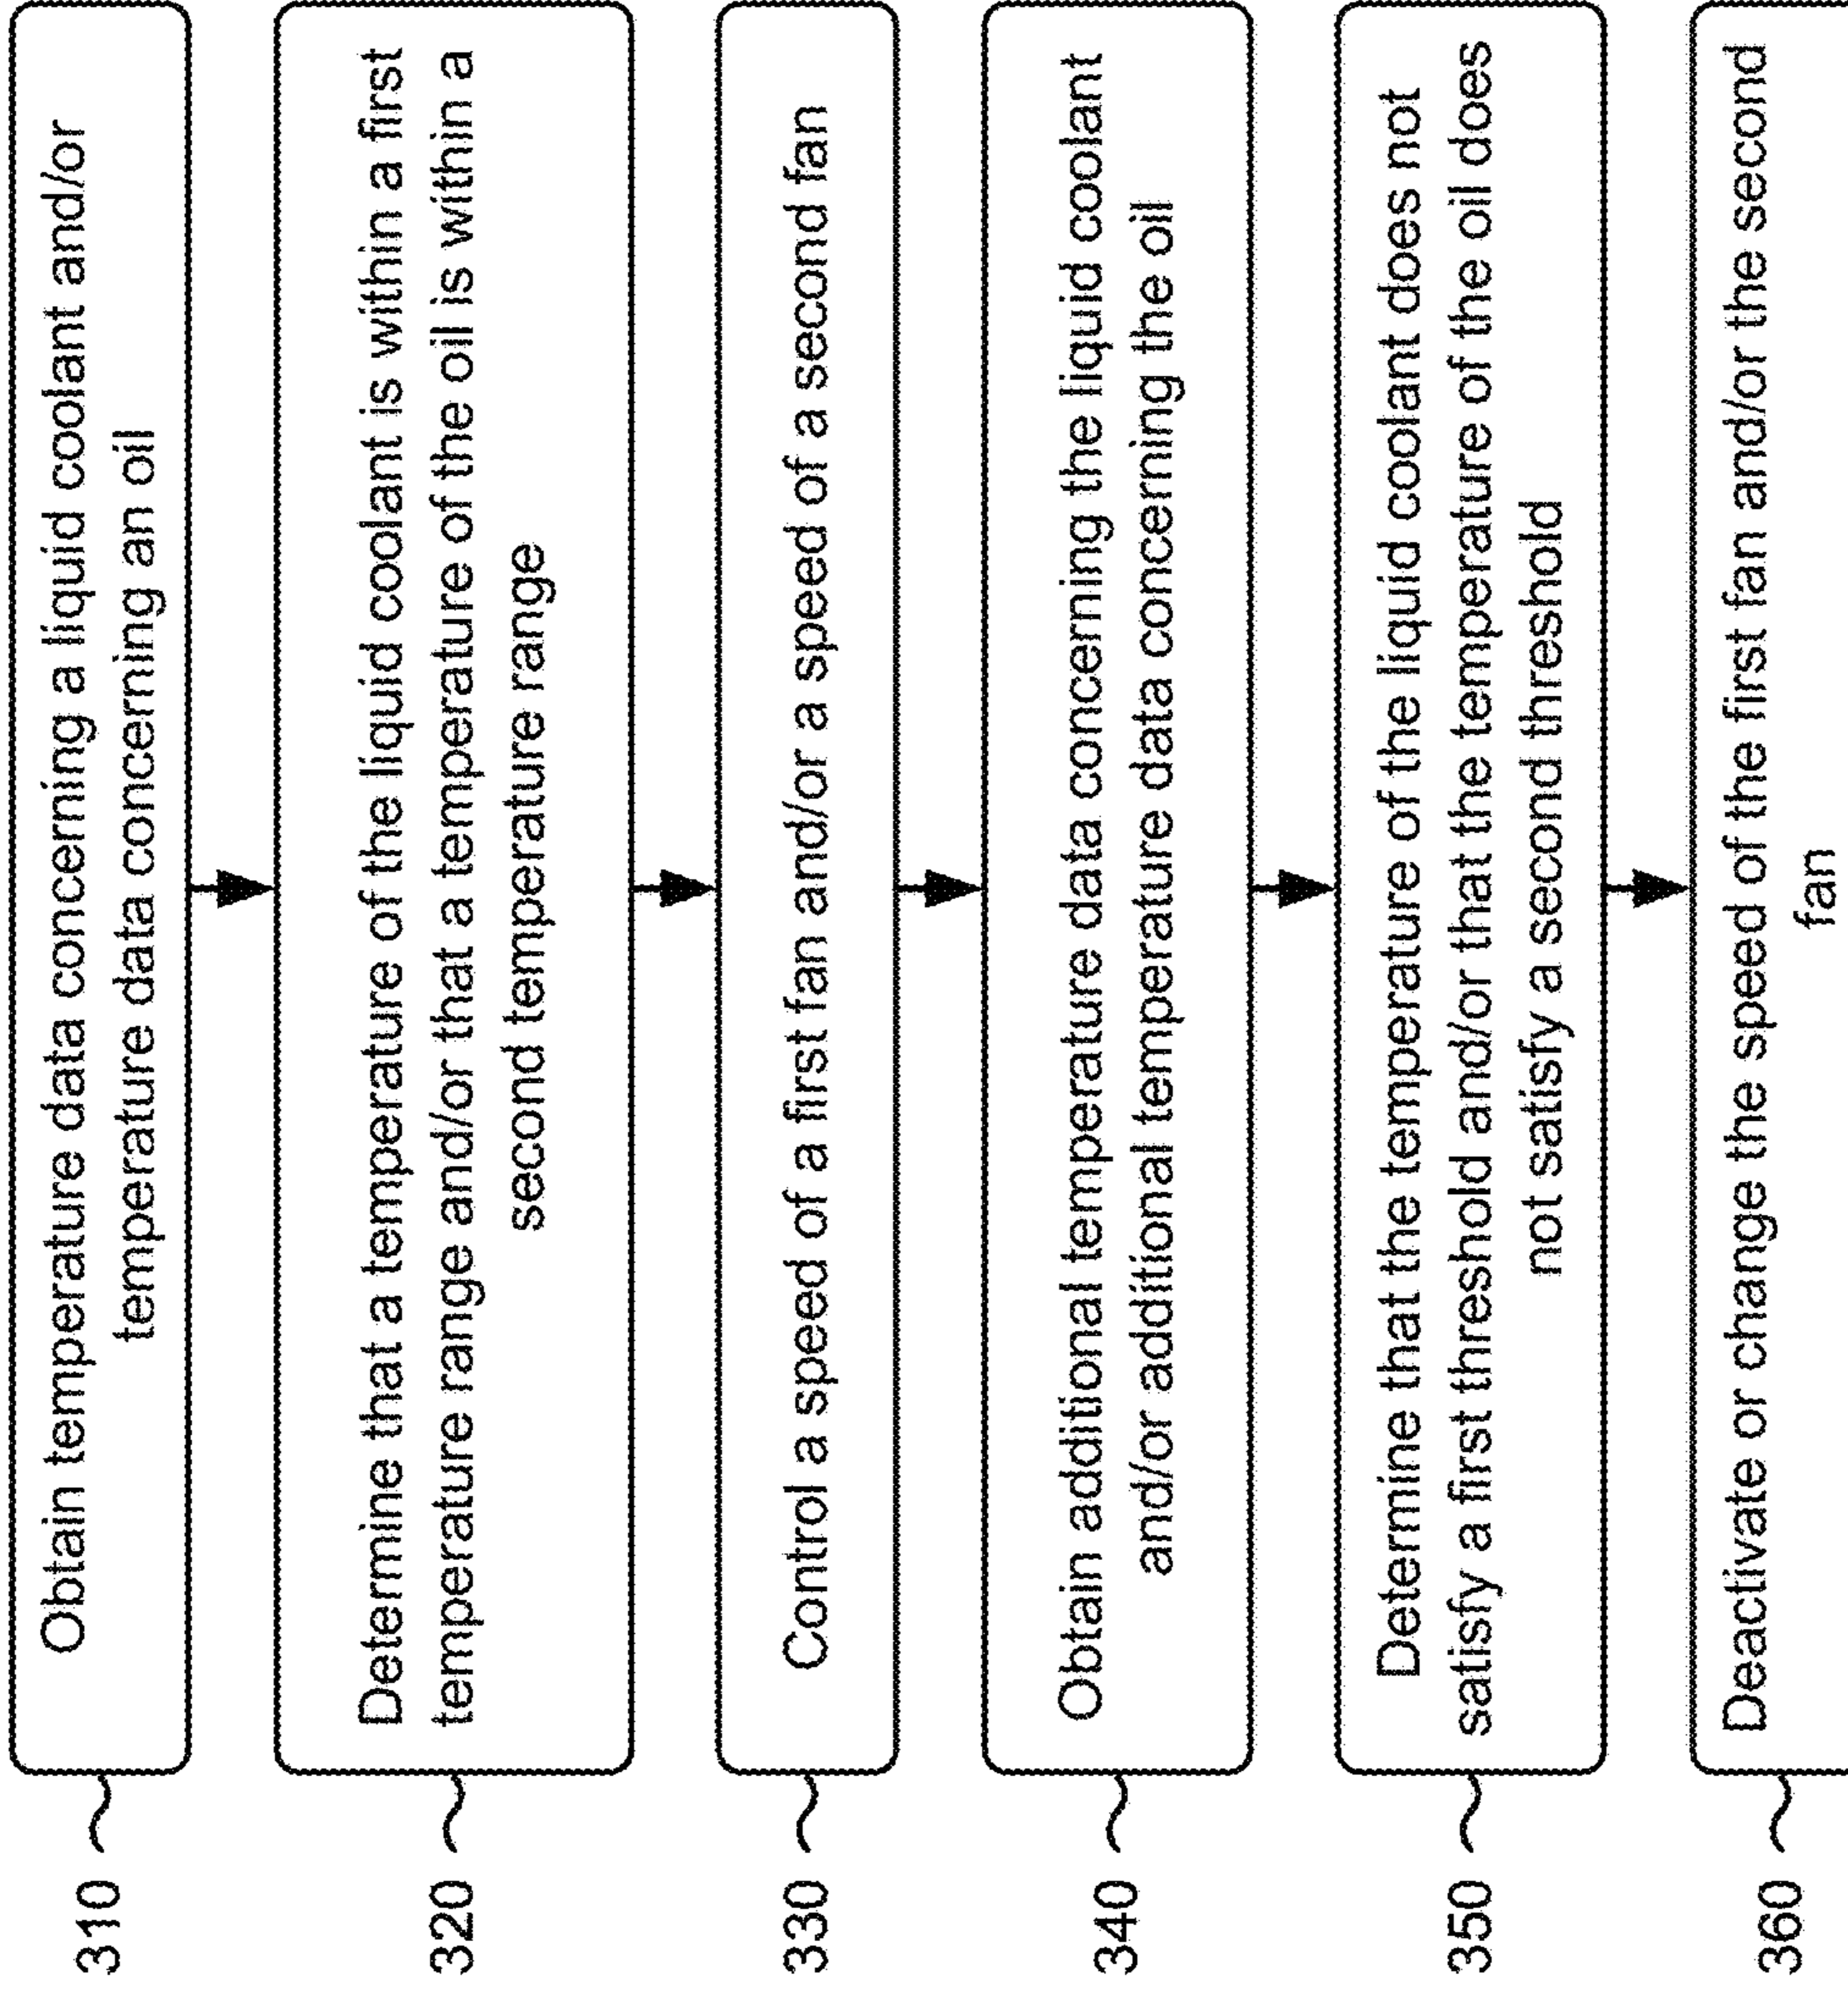 310
Obtain temperature data concerning a liquid coolant and/or
temperature data concerning an oil
320
Determine that a temperature of the liquid coolant is within a first
temperature range and/or that a temperature of the oil is within a
second temperature range
330
Control a speed of a first fan and/or a speed of a second fan
340
Obtain additional temperature data concerning the liquid coolant
and/or additional temperature data concerning the oil
350
Determine that the temperature of the liquid coolant does not
satisfy a first threshold and/or that the temperature of the oil does
not satisfy a second threshold
360
Deactivate or change the speed of the first fan and/or the second
fan